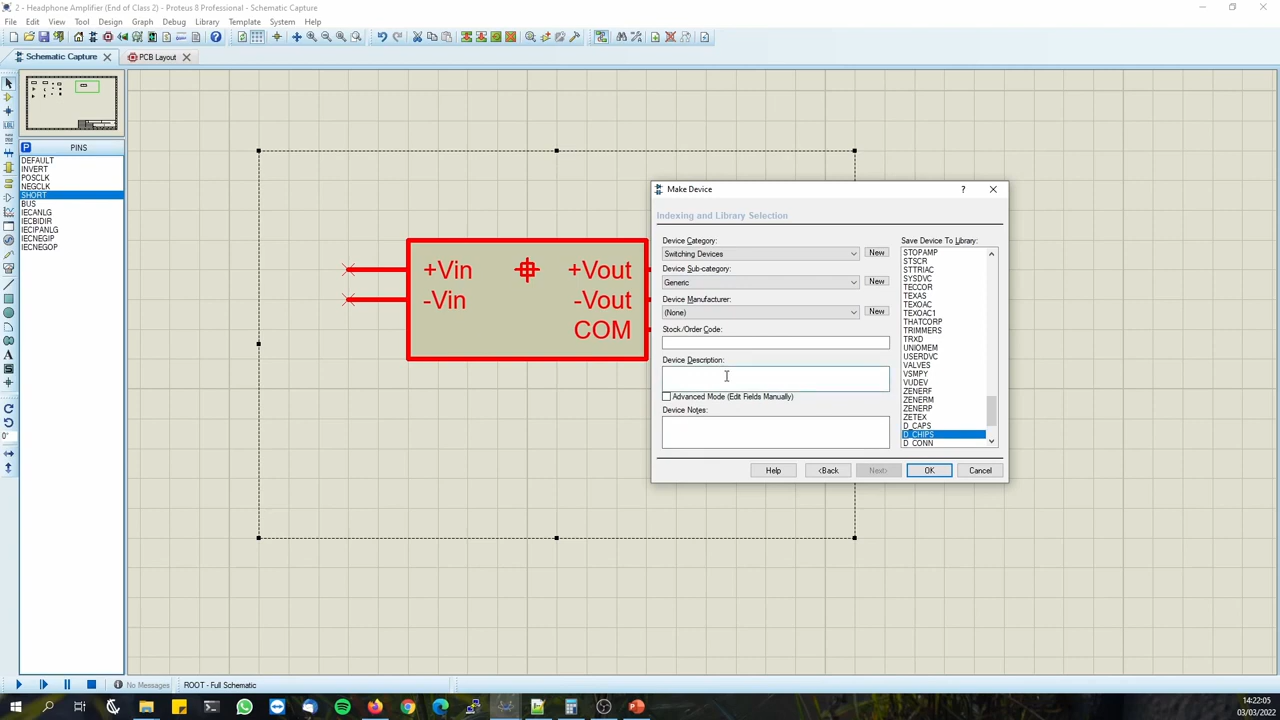 2 - Headphone Amplifier (End of Class 2) - Proteus 8 Professional - Schematic Capture
File Edit View Tool Design Graph Debug Library Template System Help
Schematic Capture PCB Layout
P PINS
DEFAULT
INVERT
POSCLK
NEGCLK
SHORT
BUS
IECANLG
IECBIDIR
IECIPANLG
IECNEGIP
IECNEGOP
+Vin +Vout
-Vin -Vout
COM
Make Device
Indexing and Library Selection
Device Category:
Switching Devices New
Device Sub-category:
Generic New
Device Manufacturer:
(None) New
Stock/Order Code:
Device Description:
Advanced Mode (Edit Fields Manually)
Device Notes:
Save Device To Library:
STOPAMP
STSCR
STTRIAC
SYSDVC
TECCOR
TEXAS
TEXOAC
TEXOAC1
THATCORP
TRIMMERS
TRXD
UNIOMEM
USERDVC
VALVES
VSMPY
VUDEV
ZENERF
ZENERM
ZENERP
ZETEX
D_CAPS
D_CHIPS
D_CONN
Help <Back Next> OK Cancel
No Messages ROOT - Full Schematic
14:22:05
03/03/2022